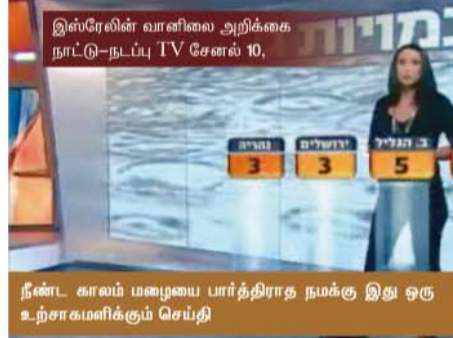 இஸ்ரேலின் வானிலை அறிக்கை
நாட்டு-நடப்பு TV சேனல் 10,
כמויות
נהריה
ירושלים
ב. הגליל
3
3
5
நீண்ட காலம் மழையை பார்த்திராத நமக்கு இது ஒரு
உற்சாகமளிக்கும் செய்தி